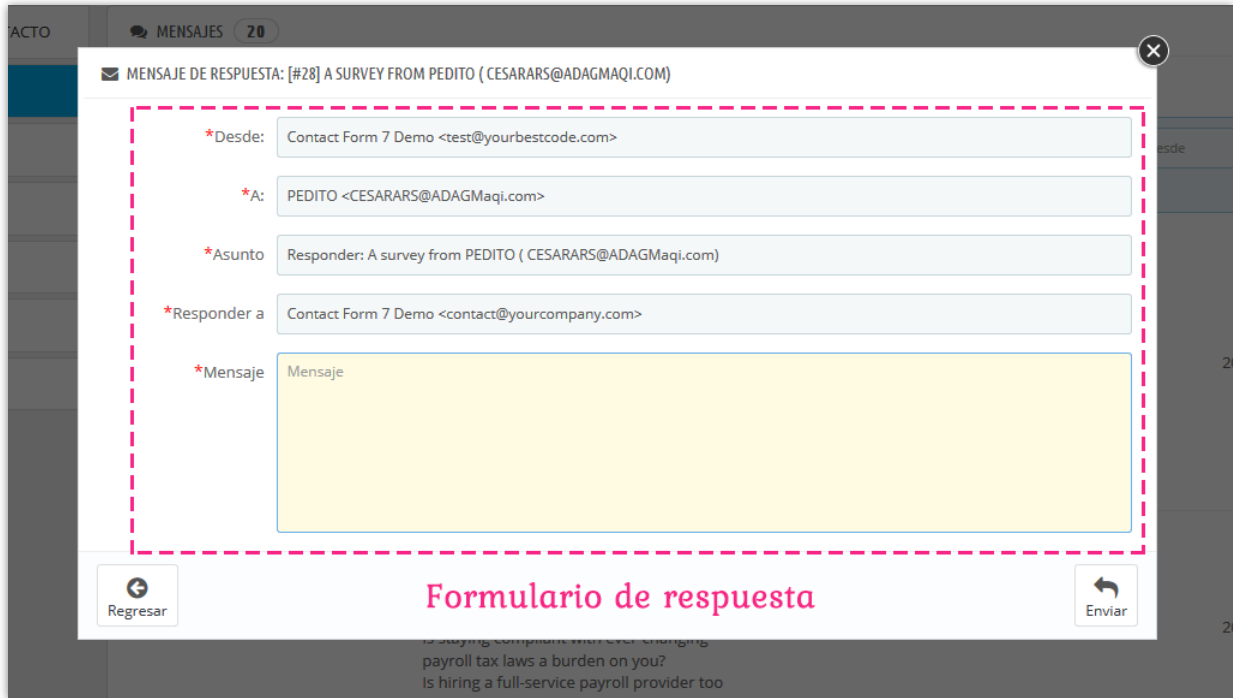 TACTO
MENSAJES 20
MENSAJE DE RESPUESTA: [#28] A SURVEY FROM PEDITO ( CESARARS@ADAGMAQI.COM)
*Desde: Contact Form 7 Demo <test@yourbestcode.com>
esde
*A: PEDITO <CESARARS@ADAGMaqi.com>
*Asunto Responder: A survey from PEDITO ( CESARARS@ADAGMaqi.com)
*Responder a Contact Form 7 Demo <contact@yourcompany.com>
*Mensaje Mensaje
Regresar
Formulario de respuesta
Enviar
Is staying compliant with ever changing
payroll tax laws a burden on you?
Is hiring a full-service payroll provider too